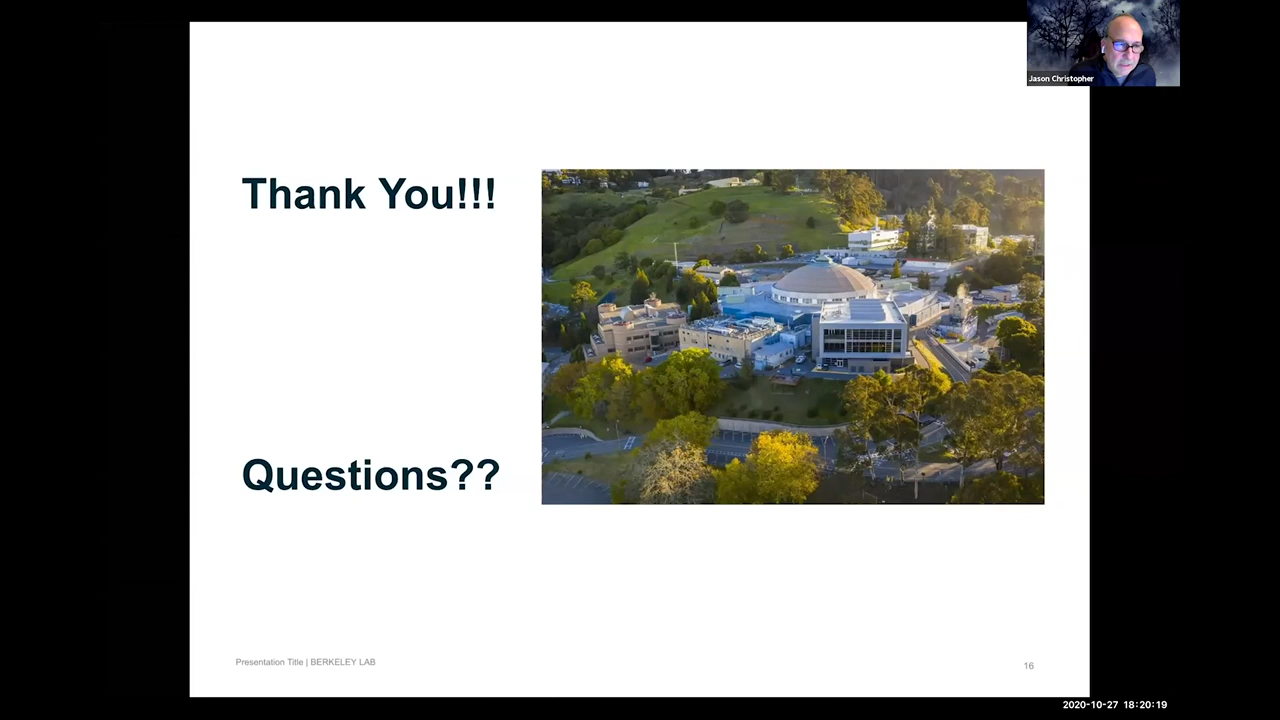 Jason Christopher
Thank You!!!
Questions??
Presentation Title | BERKELEY LAB
16
2020-10-27 18:20:19